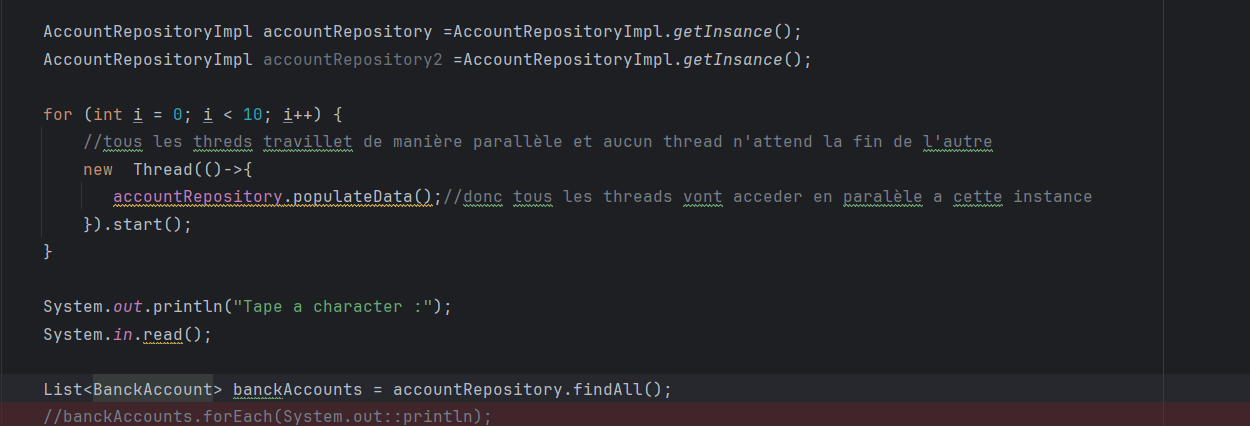 AccountRepositoryImpl accountRepository =AccountRepositoryImpl.getInsance();
AccountRepositoryImpl accountRepository2 =AccountRepositoryImpl.getInsance();
for (int i = 0; i < 10; i++) {
//tous les threds travillet de manière parallèle et aucun thread n'attend la fin de l'autre
new  Thread(()->{
accountRepository.populateData();//donc tous les threads vont acceder en paralèle a cette instance
}).start();
}
System.out.println("Tape a character :");
System.in.read();
List<BanckAccount> banckAccounts = accountRepository.findAll();
//banckAccounts.forEach(System.out::println);